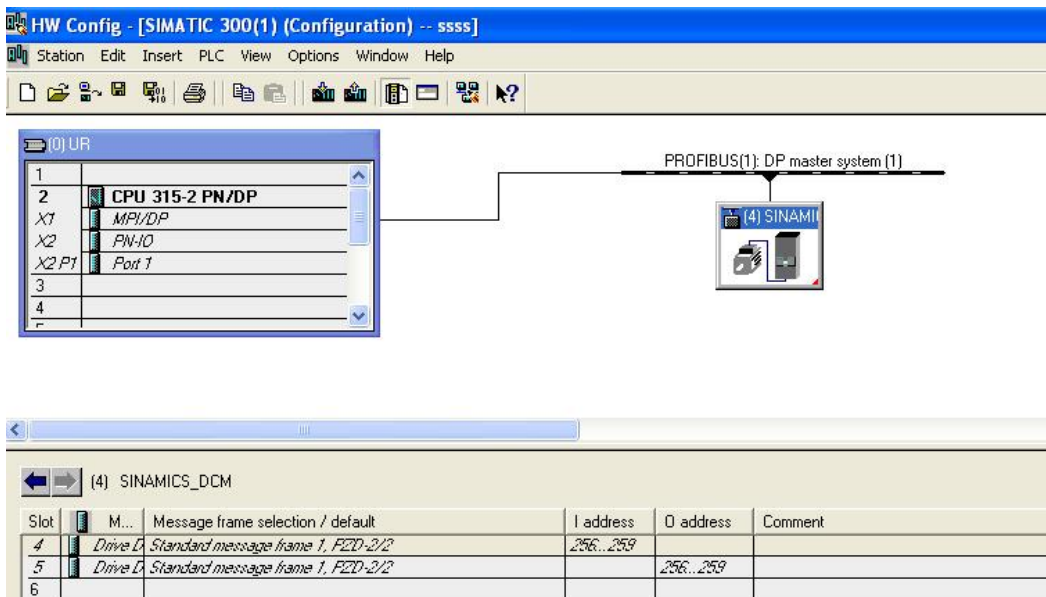 HW Config - [SIMATIC 300(1) (Configuration) -- ssss]
Station Edit Insert PLC View Options Window Help
(0) UR
1
2 CPU 315-2 PN/DP
X1 MPI/DP
X2 PN-IO
X2 P1 Port 1
3
4
PROFIBUS(1): DP master system (1)
(4) SINAMI
(4) SINAMICS_DCM
Slot M... Message frame selection / default I address O address Comment
4 Drive D Standard message frame 1, PZD-2/2 256...259
5 Drive D Standard message frame 1, PZD-2/2 256...259
6